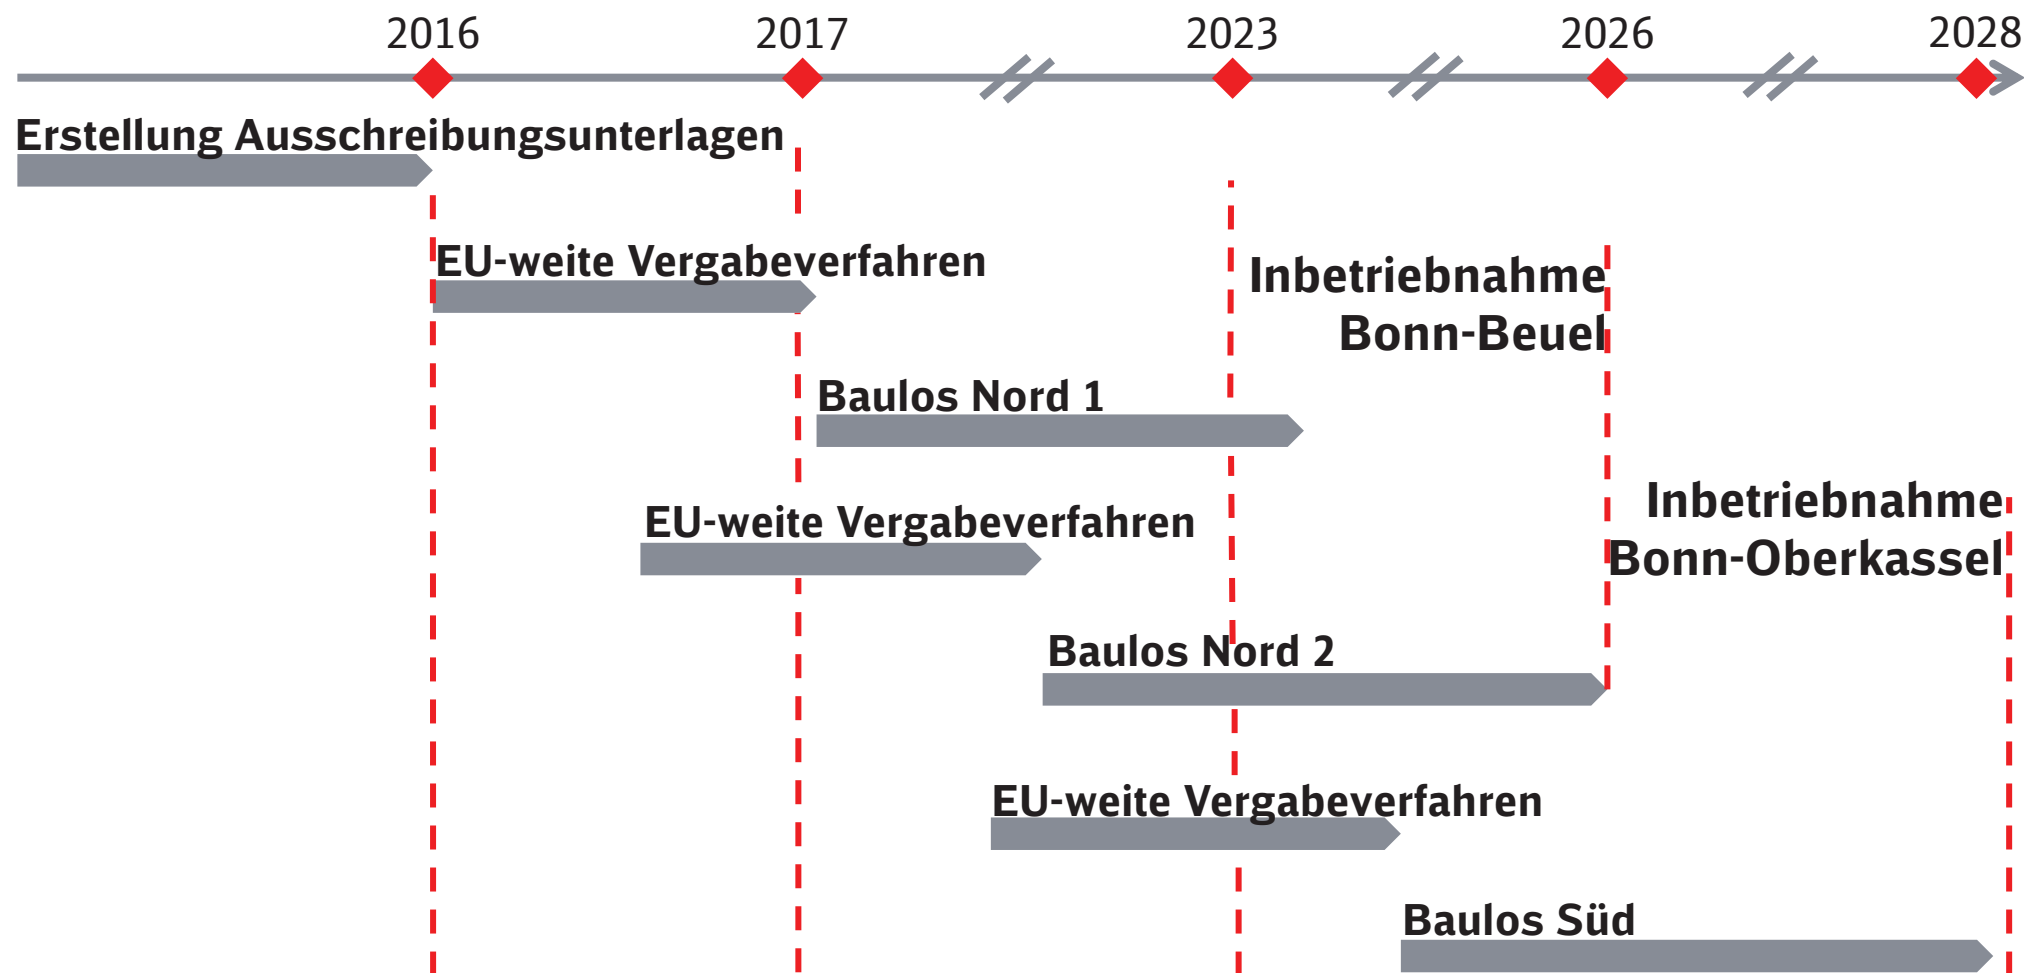 2016 2017 2023 2026 2028
Erstellung Ausschreibungsunterlagen
EU-weite Vergabeverfahren
Inbetriebnahme
Bonn-Beuel
Baulos Nord 1
EU-weite Vergabeverfahren
Inbetriebnahme
Bonn-Oberkassel
Baulos Nord 2
EU-weite Vergabeverfahren
Baulos Süd